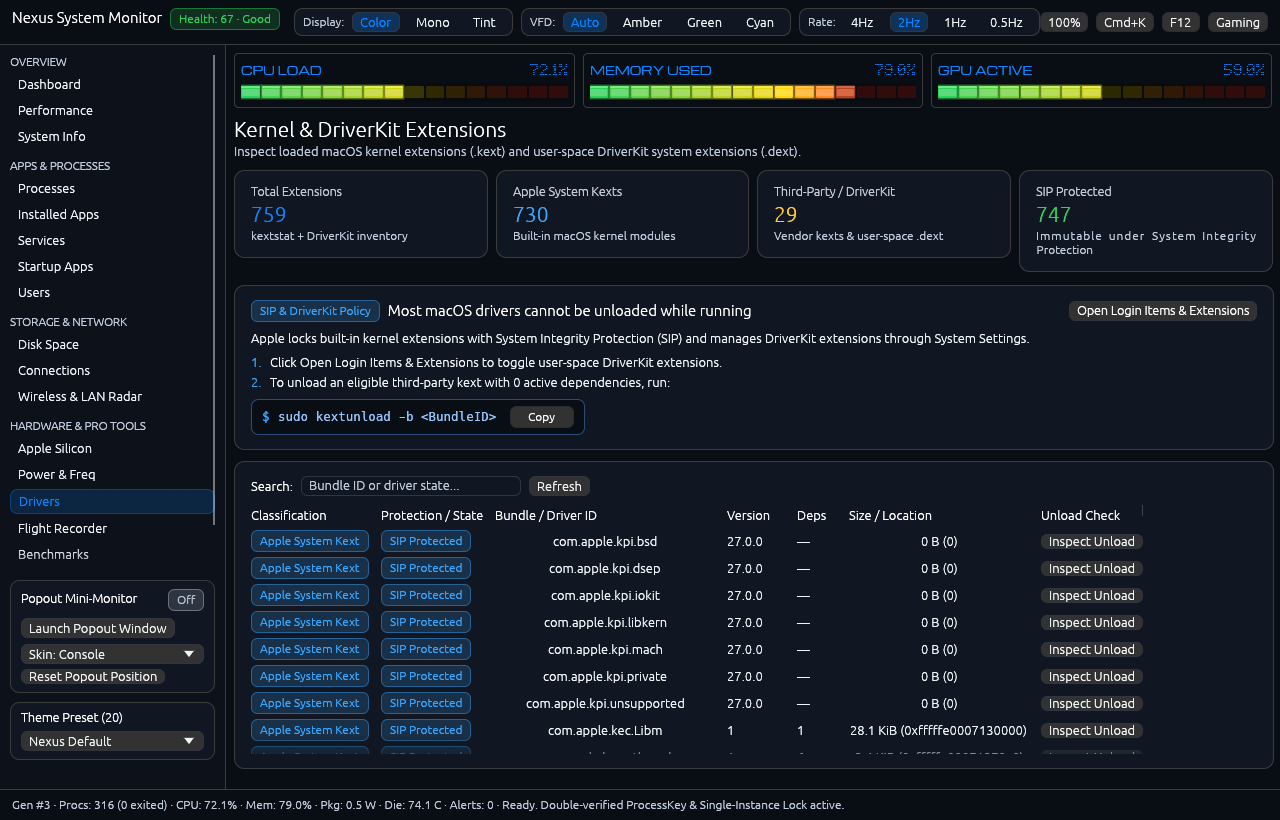 Nexus System Monitor
Health: 67 · Good
Display: Color Mono Tint
VFD: Auto Amber Green Cyan
Rate: 4Hz 2Hz 1Hz 0.5Hz
100% Cmd+K F12 Gaming
OVERVIEW
Dashboard
Performance
System Info
APPS & PROCESSES
Processes
Installed Apps
Services
Startup Apps
Users
STORAGE & NETWORK
Disk Space
Connections
Wireless & LAN Radar
HARDWARE & PRO TOOLS
Apple Silicon
Power & Freq
Drivers
Flight Recorder
Benchmarks
Popout Mini-Monitor Off
Launch Popout Window
Skin: Console
Reset Popout Position
Theme Preset (20)
Nexus Default
CPU LOAD 72.1%
MEMORY USED 79.0%
GPU ACTIVE 59.0%
Kernel & DriverKit Extensions
Inspect loaded macOS kernel extensions (.kext) and user-space DriverKit system extensions (.dext).
Total Extensions
759
kextstat + DriverKit inventory
Apple System Kexts
730
Built-in macOS kernel modules
Third-Party / DriverKit
29
Vendor kexts & user-space .dext
SIP Protected
747
Immutable under System Integrity
Protection
SIP & DriverKit Policy Most macOS drivers cannot be unloaded while running
Open Login Items & Extensions
Apple locks built-in kernel extensions with System Integrity Protection (SIP) and manages DriverKit extensions through System Settings.
1. Click Open Login Items & Extensions to toggle user-space DriverKit extensions.
2. To unload an eligible third-party kext with 0 active dependencies, run:
$ sudo kextunload -b <BundleID> Copy
Search: Bundle ID or driver state... Refresh
Classification Protection / State Bundle / Driver ID Version Deps Size / Location Unload Check
Apple System Kext SIP Protected com.apple.kpi.bsd 27.0.0 — 0 B (0) Inspect Unload
Apple System Kext SIP Protected com.apple.kpi.dsep 27.0.0 — 0 B (0) Inspect Unload
Apple System Kext SIP Protected com.apple.kpi.iokit 27.0.0 — 0 B (0) Inspect Unload
Apple System Kext SIP Protected com.apple.kpi.libkern 27.0.0 — 0 B (0) Inspect Unload
Apple System Kext SIP Protected com.apple.kpi.mach 27.0.0 — 0 B (0) Inspect Unload
Apple System Kext SIP Protected com.apple.kpi.private 27.0.0 — 0 B (0) Inspect Unload
Apple System Kext SIP Protected com.apple.kpi.unsupported 27.0.0 — 0 B (0) Inspect Unload
Apple System Kext SIP Protected com.apple.kec.Libm 1 1 28.1 KiB (0xfffffe0007130000) Inspect Unload
Gen #3 · Procs: 316 (0 exited) · CPU: 72.1% · Mem: 79.0% · Pkg: 0.5 W · Die: 74.1 C · Alerts: 0 · Ready. Double-verified ProcessKey & Single-Instance Lock active.